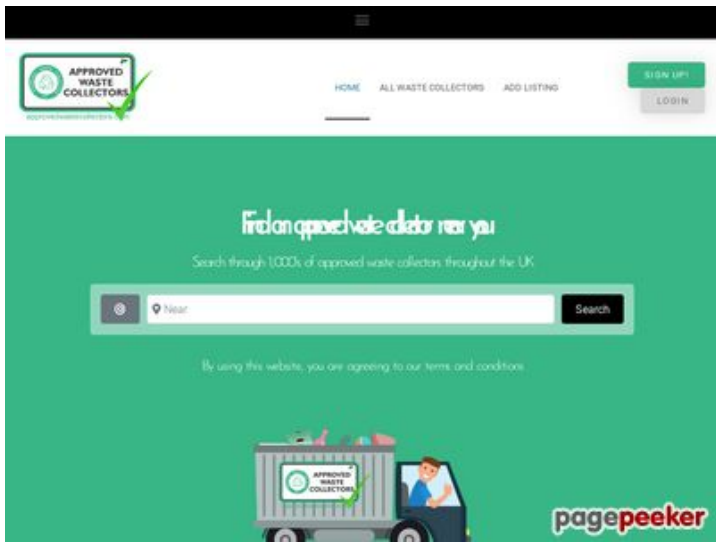 APPROVED
WASTE
COLLECTORS
HOME ALL WASTE COLLECTORS ADD LISTING
SIGN UP!
LOGIN
Find an approved waste collector near you
Search through 1,000's of approved waste collectors throughout the UK
Near
Search
By using this website, you are agreeing to our terms and conditions
APPROVED
WASTE
COLLECTORS
pagepeeker